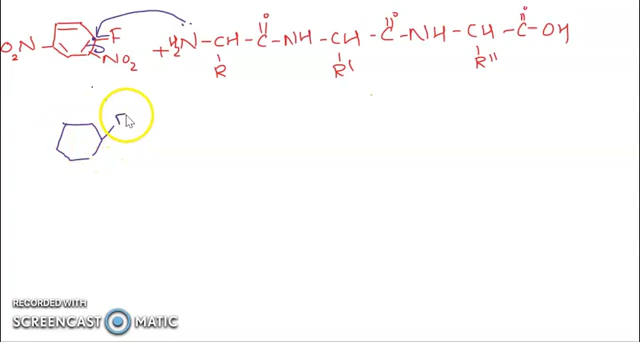 O₂N F NO₂ + H₂N – CH – C – NH – CH – C – NH – CH – C – OH
O O O
R R' R"
RECORDED WITH
SCREENCAST MATIC